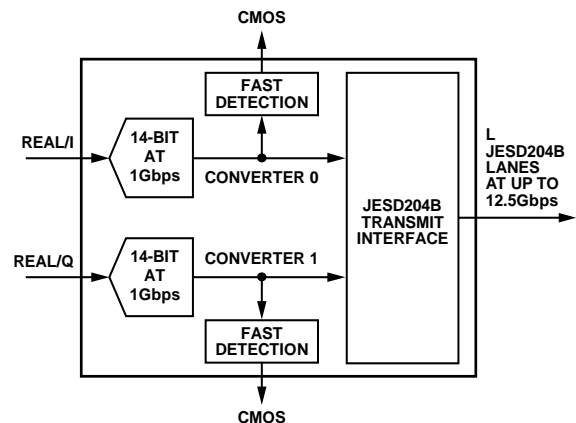 CMOS
FAST
DETECTION
REAL/I
14-BIT
AT
1Gbps
CONVERTER 0
L
JESD204B
LANES
AT UP TO
12.5Gbps
JESD204B
TRANSMIT
INTERFACE
REAL/Q
14-BIT
AT
1Gbps
CONVERTER 1
FAST
DETECTION
CMOS